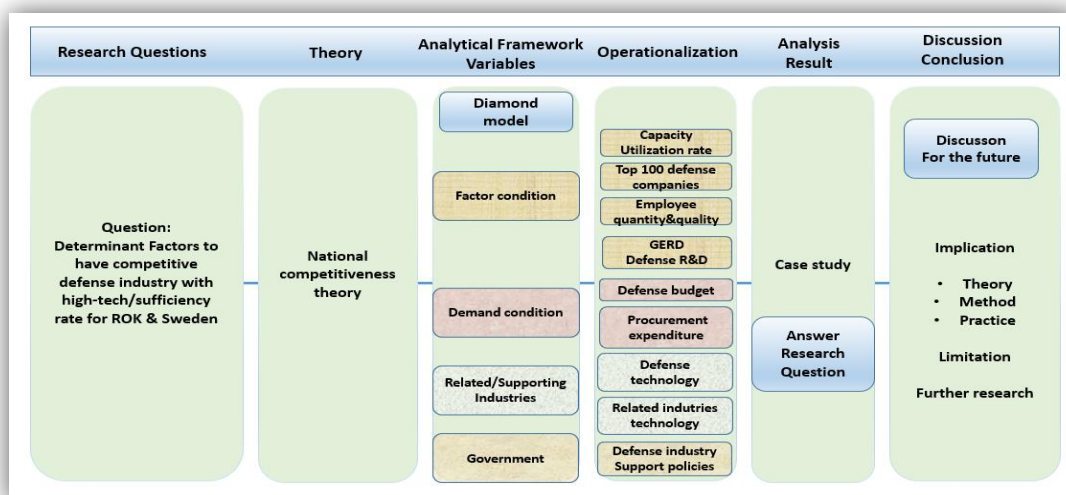 Research Questions
Theory
Analytical Framework
Variables
Operationalization
Analysis
Result
Discussion
Conclusion
Question:
Determinant Factors to
have competitive
defense industry with
high-tech/sufficiency
rate for ROK & Sweden
National
competitiveness
theory
Diamond
model
Factor condition
Demand condition
Related/Supporting
Industries
Government
Capacity
Utilization rate
Top 100 defense
companies
Employee
quantity&quality
GERD
Defense R&D
Defense budget
Procurement
expenditure
Defense
technology
Related indutries
technology
Defense industry
Support policies
Case study
Answer
Research
Question
Discusson
For the future
Implication
• Theory
• Method
• Practice
Limitation
Further research